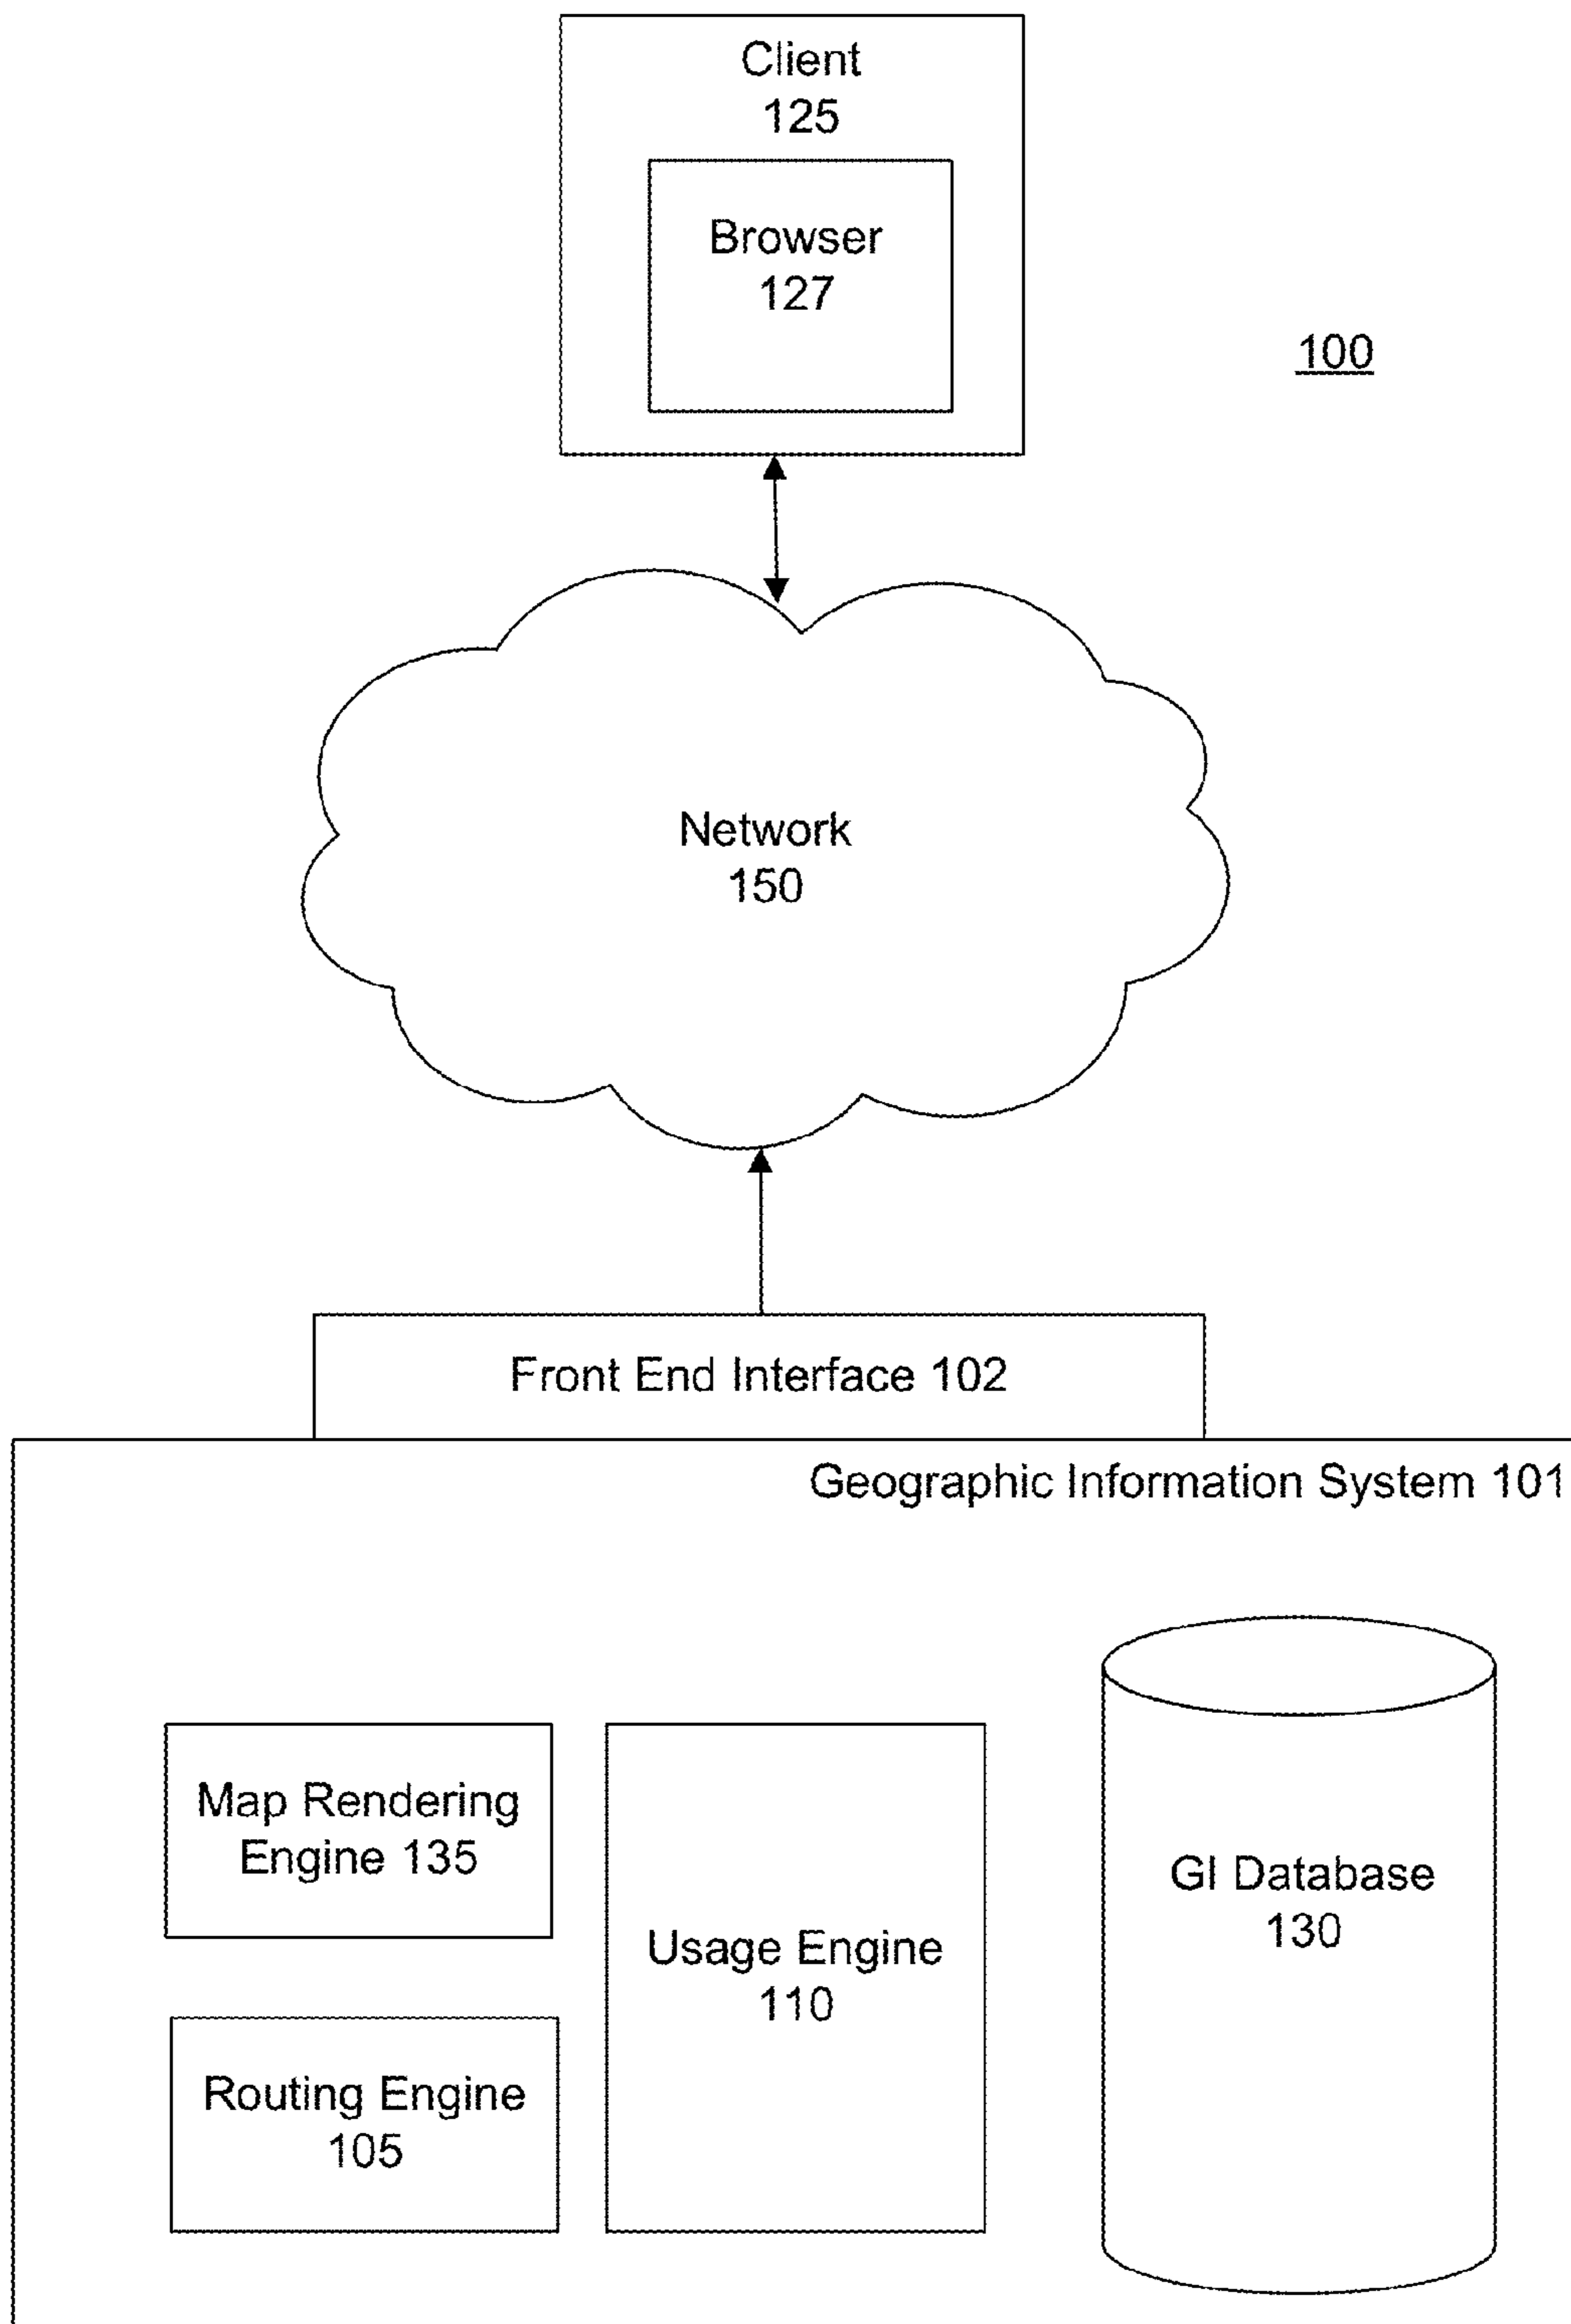 Client
125
Browser
127
100
Network
150
Front End Interface 102
Geographic Information System 101
Map Rendering
Engine 135
Usage Engine
110
GI Database
130
Routing Engine
105